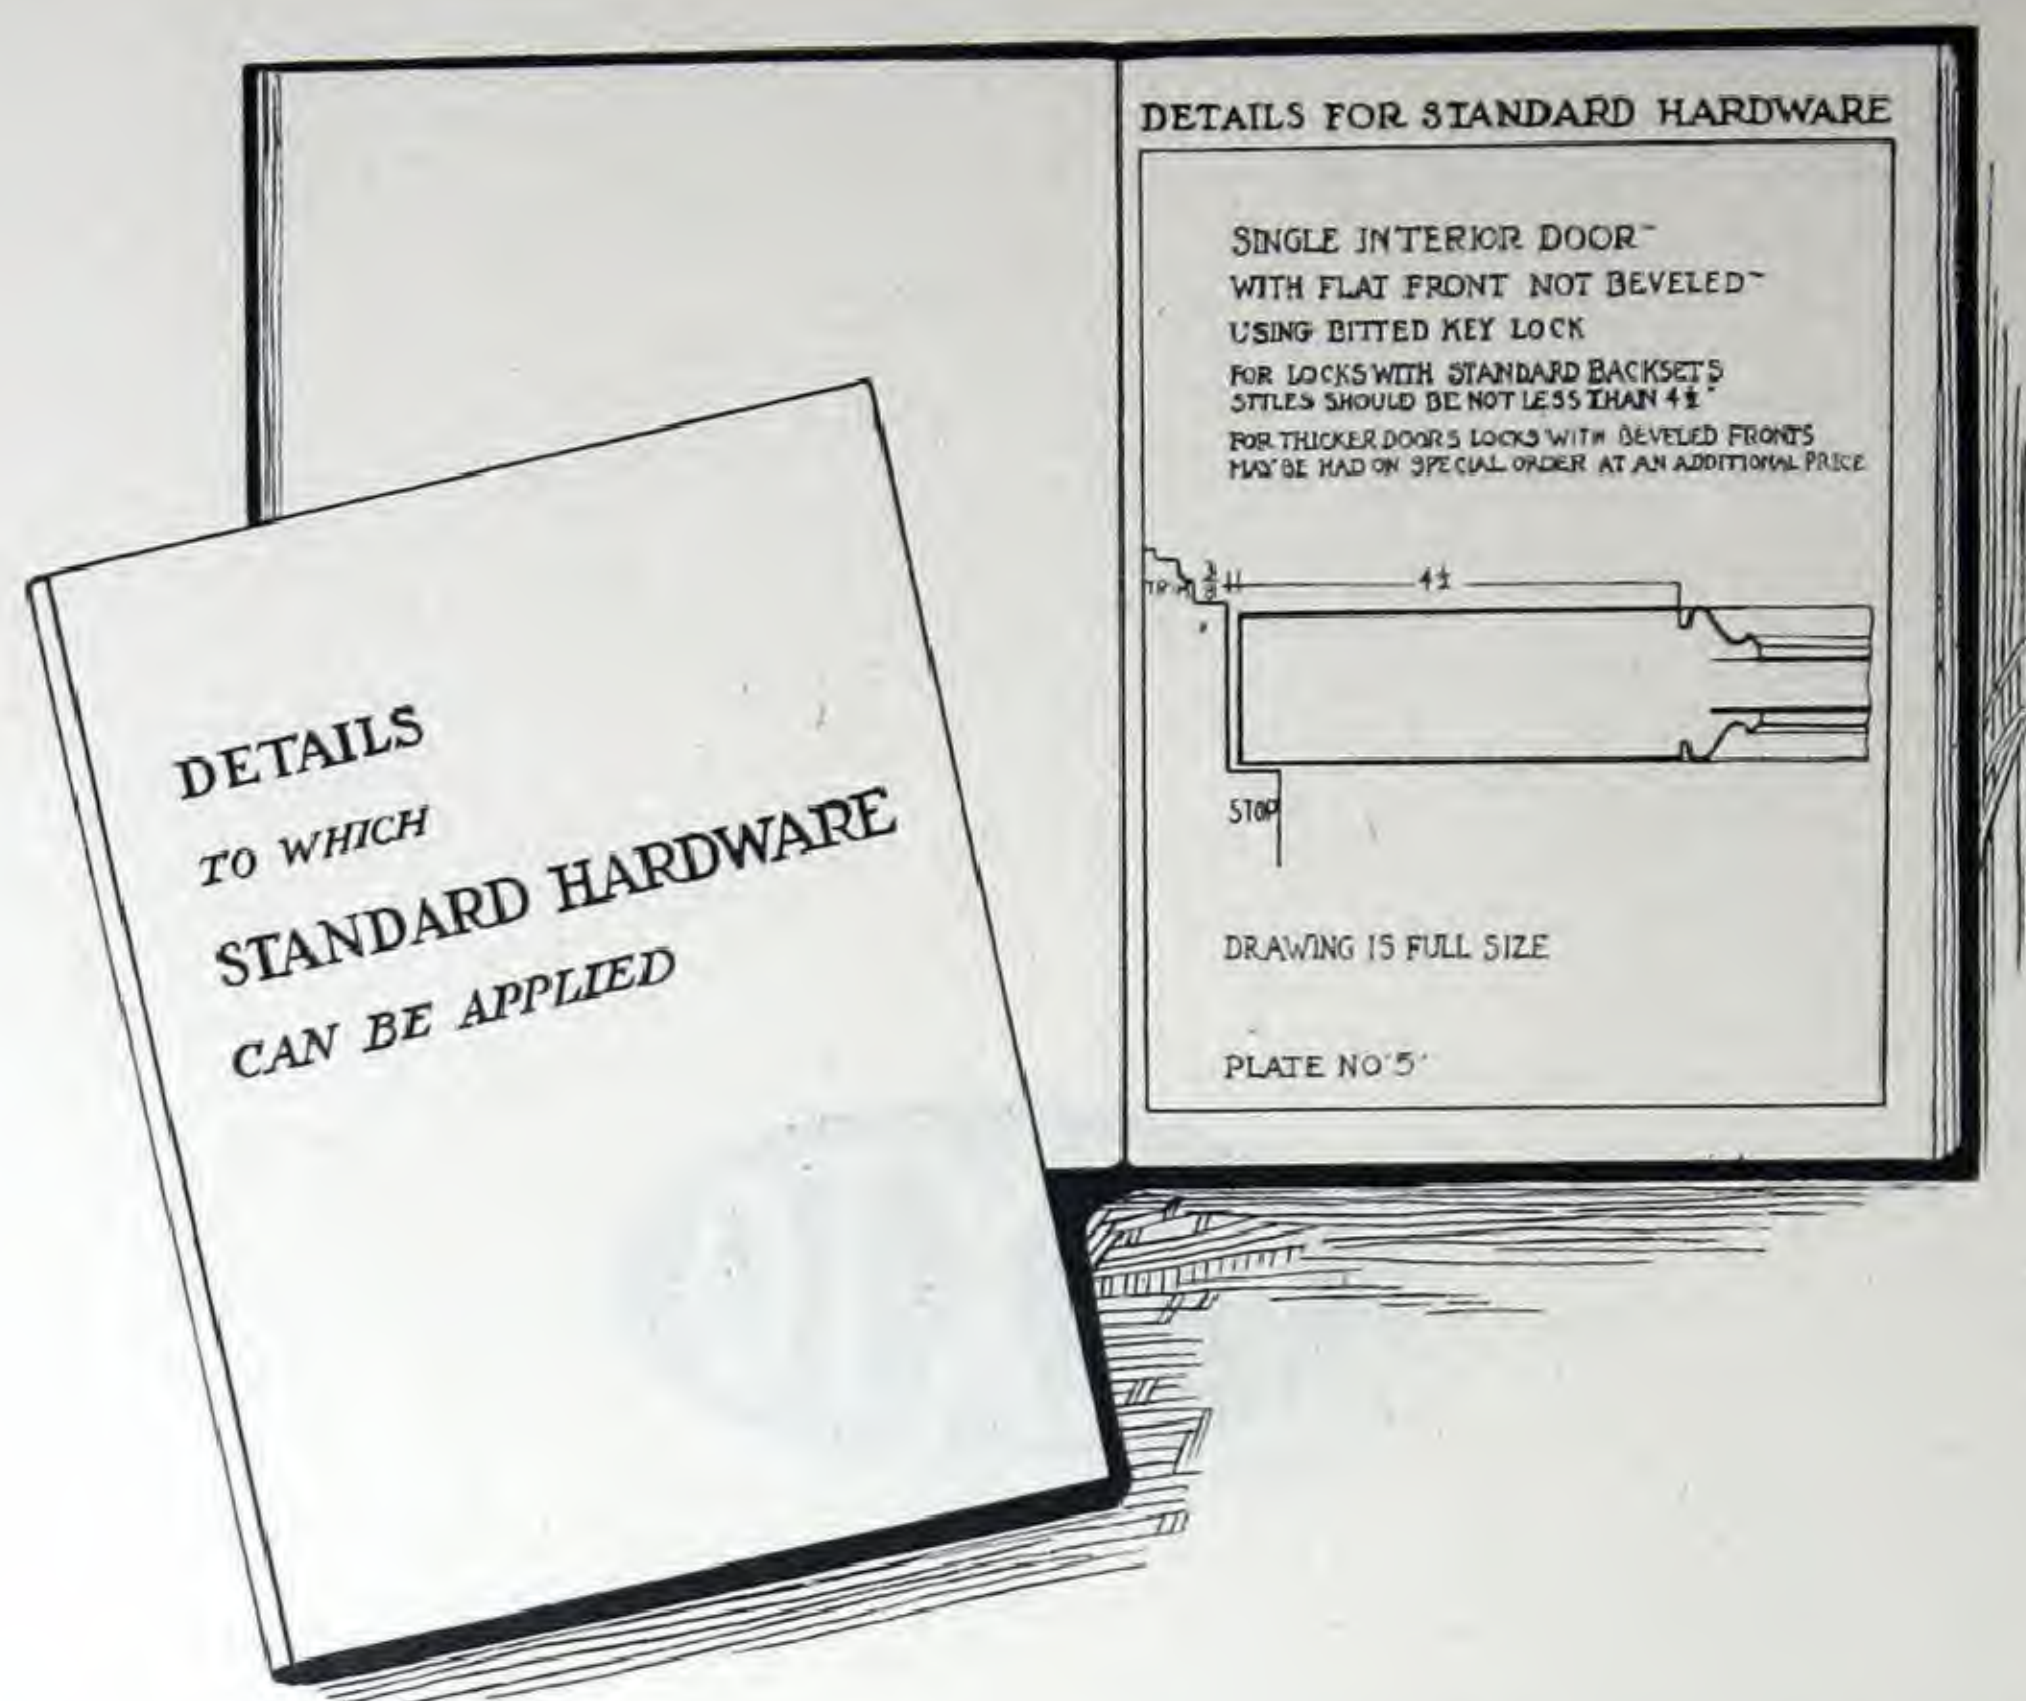 DETAILS
TO WHICH
STANDARD HARDWARE
CAN BE APPLIED
DETAILS FOR STANDARD HARDWARE
SINGLE INTERIOR DOOR~
WITH FLAT FRONT NOT BEVELED~
USING BITTED KEY LOCK
FOR LOCKS WITH STANDARD BACKSETS
STILES SHOULD BE NOT LESS THAN 4½"
FOR THICKER DOORS LOCKS WITH BEVELED FRONTS
MAY BE HAD ON SPECIAL ORDER AT AN ADDITIONAL PRICE
4½
STOP
DRAWING IS FULL SIZE
PLATE NO·5·